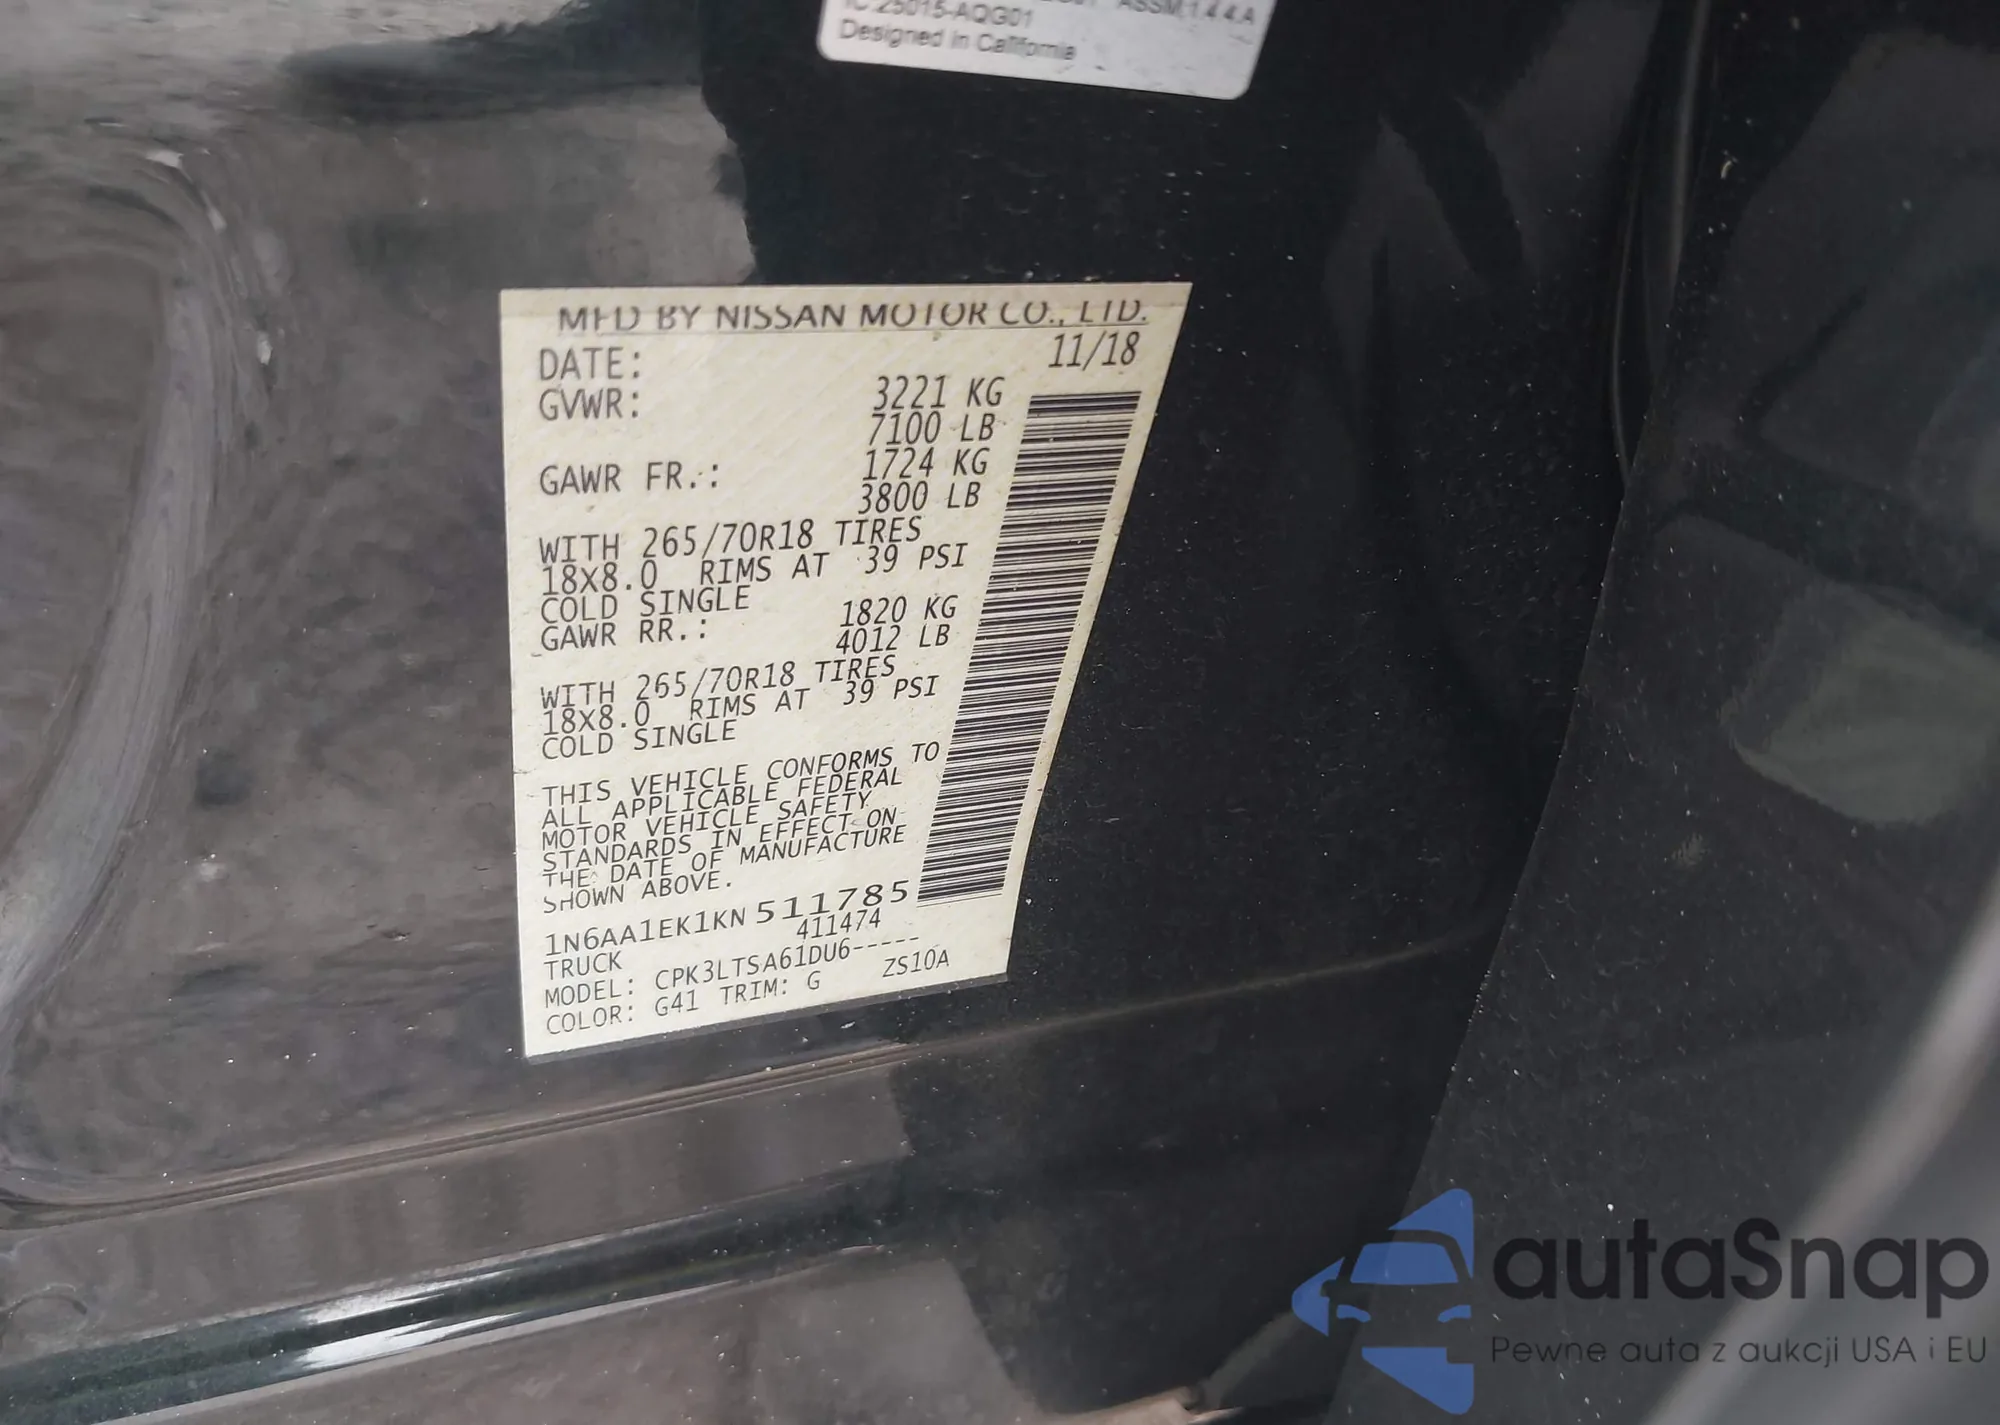 ASSM:1.4.4.A
IC:25015-AQG01
Designed in California
MFD BY NISSAN MOTOR CO., LTD.
DATE: 11/18
GVWR: 3221 KG
7100 LB
GAWR FR.: 1724 KG
3800 LB
WITH 265/70R18 TIRES
18X8.0 RIMS AT 39 PSI
COLD SINGLE
GAWR RR.: 1820 KG
4012 LB
WITH 265/70R18 TIRES
18X8.0 RIMS AT 39 PSI
COLD SINGLE
THIS VEHICLE CONFORMS TO
ALL APPLICABLE FEDERAL
MOTOR VEHICLE SAFETY
STANDARDS IN EFFECT ON
THE DATE OF MANUFACTURE
SHOWN ABOVE.
1N6AA1EK1KN 511785
TRUCK 411474
MODEL: CPK3LTSA61DU6-----
COLOR: G41 TRIM: G ZS10A
autaSnap
Pewne auta z aukcji USA i EU